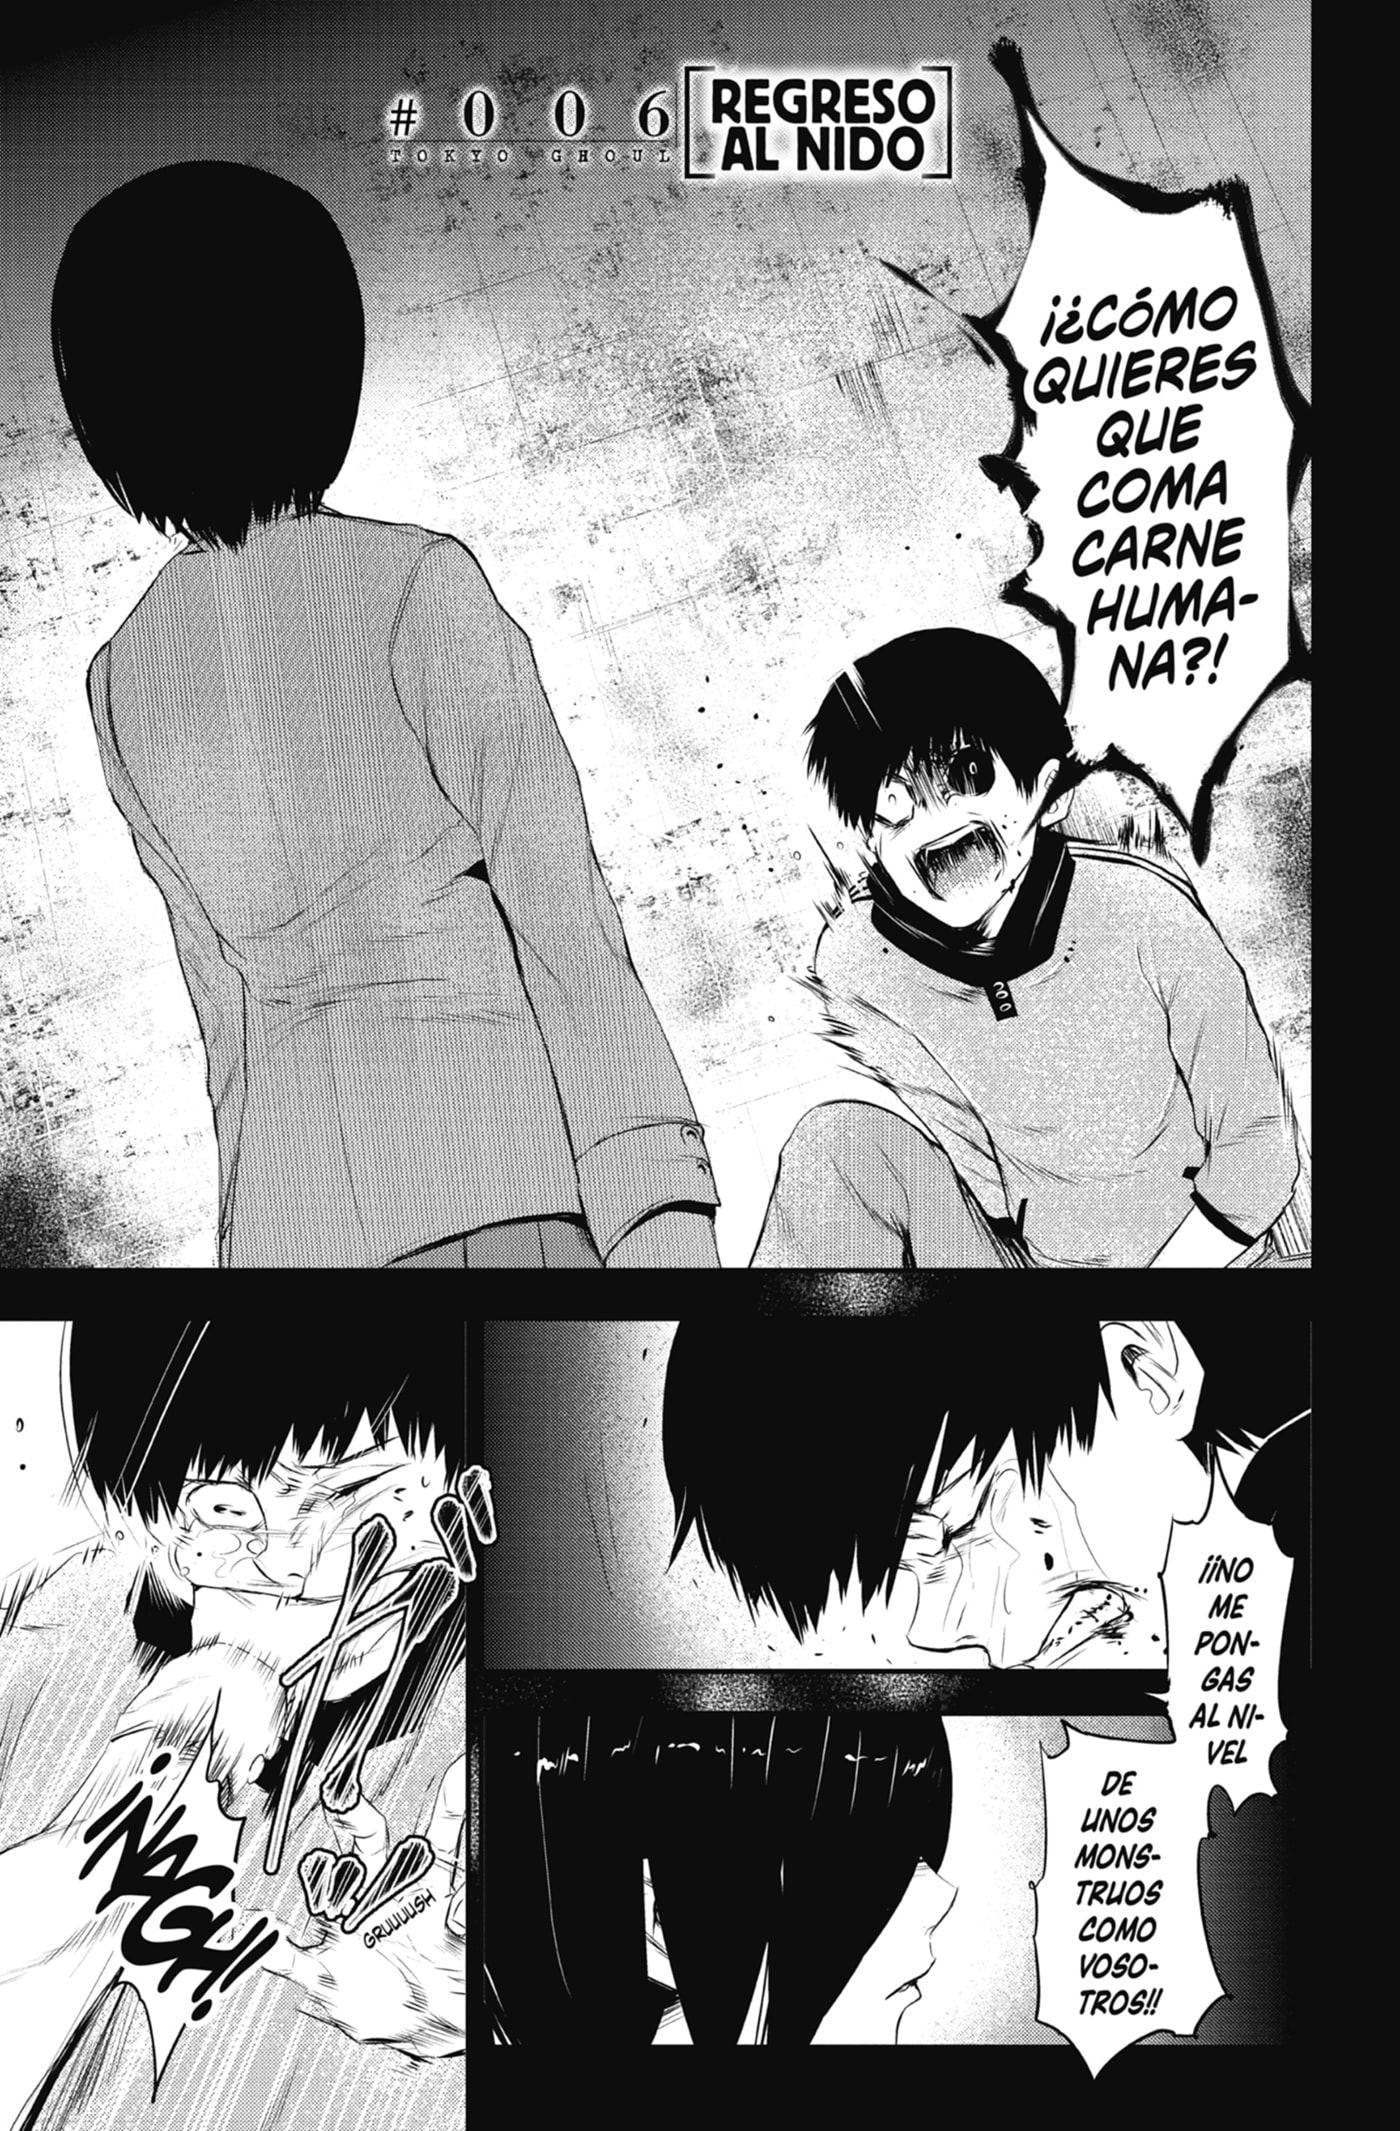 #006
TOKYO GHOUL
REGRESO
AL NIDO
¡¿CÓMO
QUIERES
QUE
COMA
CARNE
HUMA-
NA?!
¡¡NO
ME
PON-
GAS
AL NI-
VEL
DE
UNOS
MONS-
TRUOS
COMO
VOSO-
TROS!!
¡NAGH!
GRUUUUSH